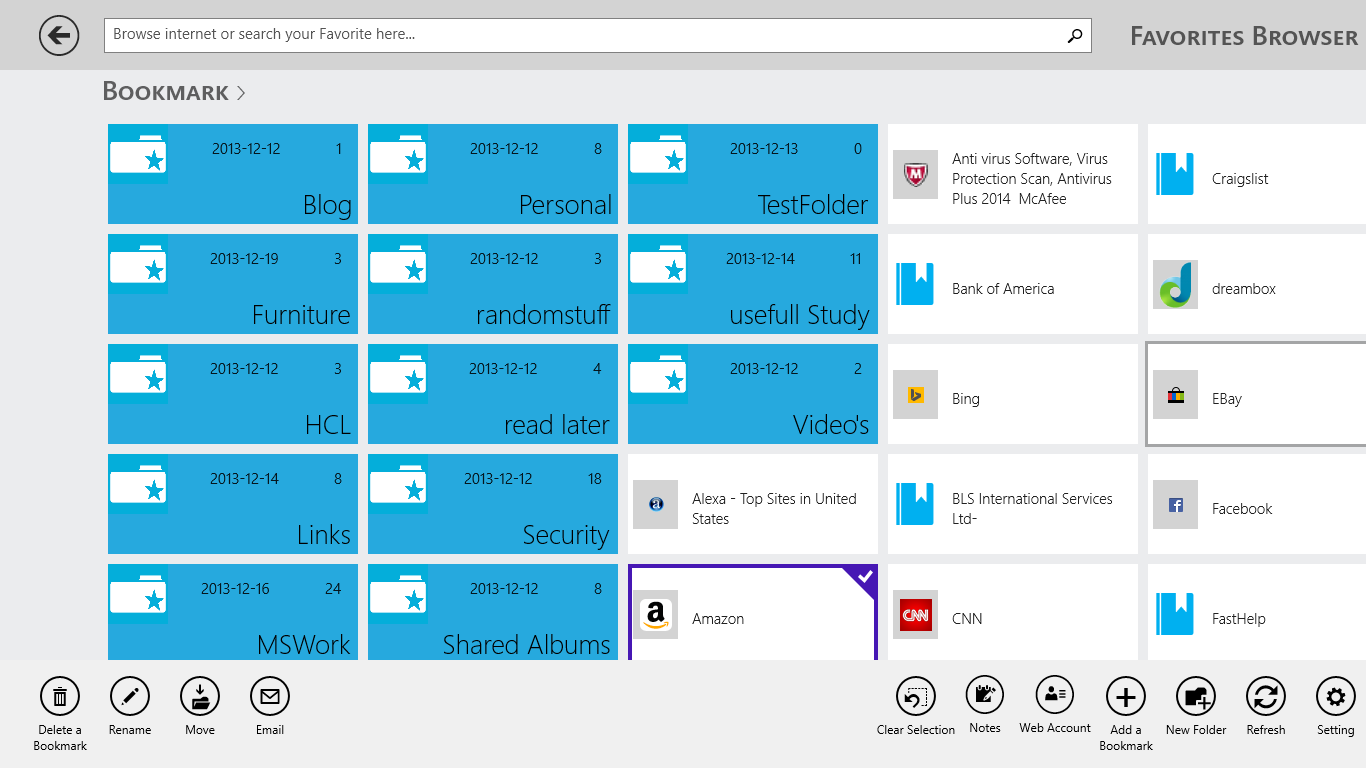 Browse internet or search your Favorite here...
Favorites Browser
Bookmark
2013-12-12 1
Blog
2013-12-19 3
Furniture
2013-12-12 3
HCL
2013-12-14 8
Links
2013-12-16 24
MSWork
2013-12-12 8
Personal
2013-12-12 3
randomstuff
2013-12-12 4
read later
2013-12-12 18
Security
2013-12-12 8
Shared Albums
2013-12-13 0
TestFolder
2013-12-14 11
usefull Study
2013-12-12 2
Video's
a
Alexa - Top Sites in United
States
a
Amazon
M
Anti virus Software, Virus
Protection Scan, Antivirus
Plus 2014 McAfee
Bank of America
b
Bing
BLS International Services
Ltd-
CNN
CNN
Craigslist
d
dreambox
EBay
f
Facebook
FastHelp
Delete a
Bookmark
Rename
Move
Email
Clear Selection
Notes
Web Account
Add a
Bookmark
New Folder
Refresh
Setting